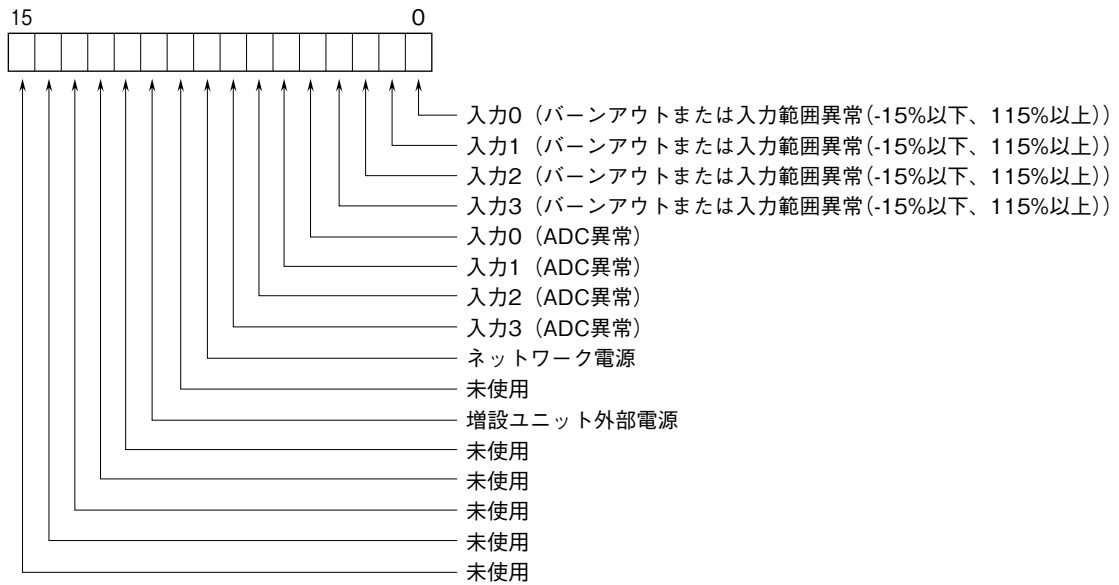 15 0
入力0（バーンアウトまたは入力範囲異常(-15%以下、115%以上)）
入力1（バーンアウトまたは入力範囲異常(-15%以下、115%以上)）
入力2（バーンアウトまたは入力範囲異常(-15%以下、115%以上)）
入力3（バーンアウトまたは入力範囲異常(-15%以下、115%以上)）
入力0（ADC異常）
入力1（ADC異常）
入力2（ADC異常）
入力3（ADC異常）
ネットワーク電源
未使用
増設ユニット外部電源
未使用
未使用
未使用
未使用
未使用